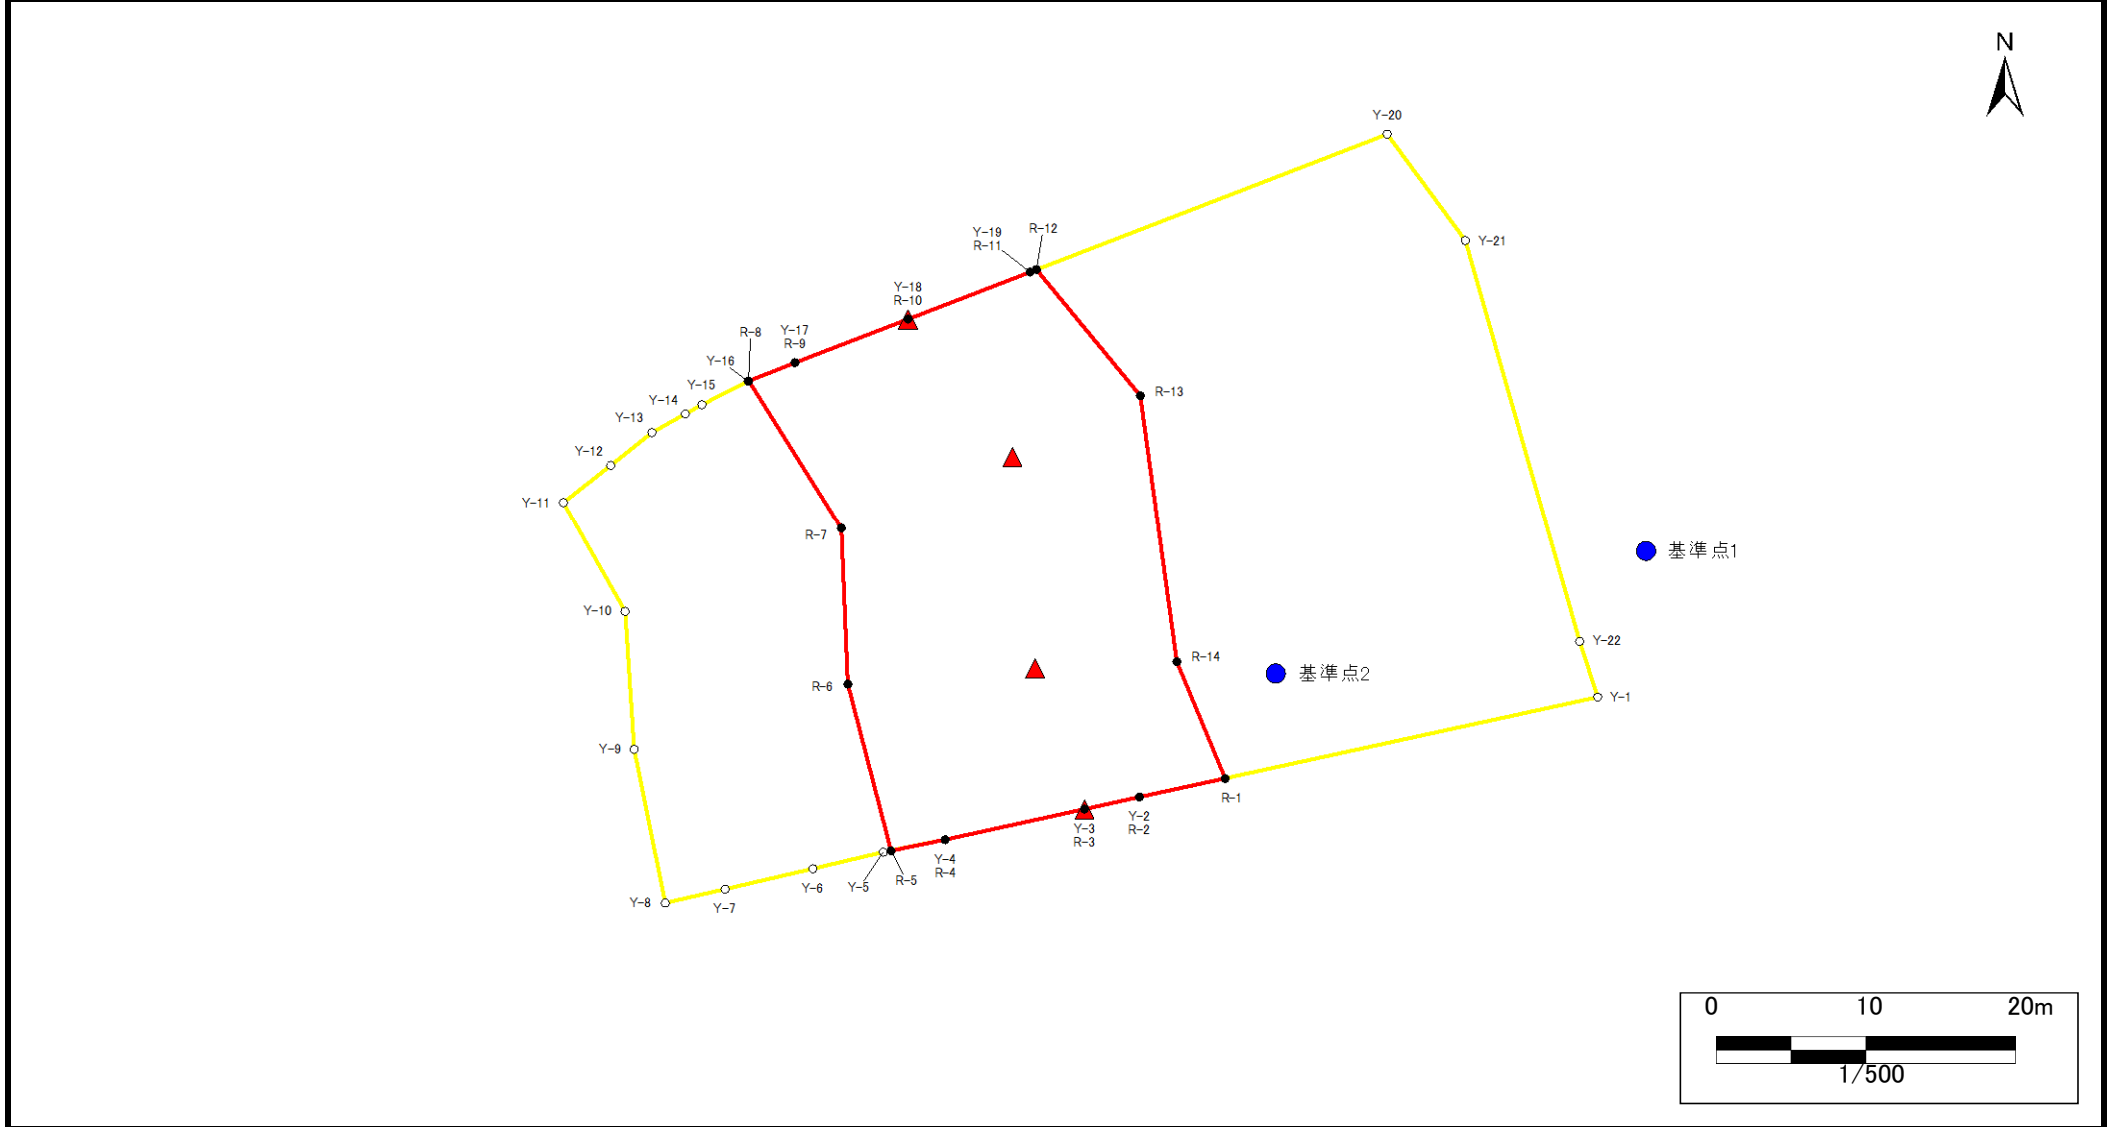 N
Y-20
Y-19
R-11
R-12
Y-21
Y-18
R-10
Y-17
R-9
R-8
Y-16
Y-15
Y-14
Y-13
R-13
Y-12
Y-11
R-7
基準点1
Y-10
Y-22
R-14
基準点2
R-6
Y-1
Y-9
R-1
Y-2
R-2
Y-3
R-3
Y-4
R-4
R-5
Y-5
Y-6
Y-7
Y-8
0 10 20m
1/500